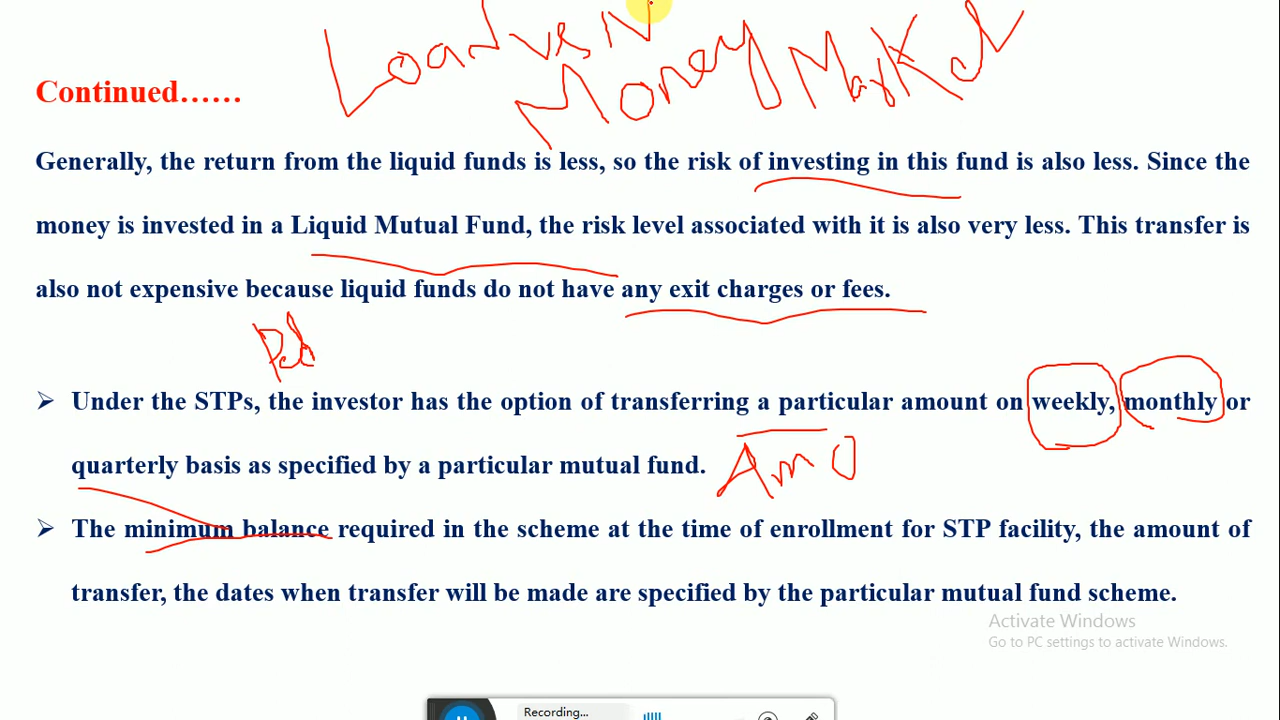 Money Market
Continued......
Generally, the return from the liquid funds is less, so the risk of investing in this fund is also less. Since the
money is invested in a Liquid Mutual Fund, the risk level associated with it is also very less. This transfer is
also not expensive because liquid funds do not have any exit charges or fees.
➢ Under the STPs, the investor has the option of transferring a particular amount on weekly, monthly or
quarterly basis as specified by a particular mutual fund.
➢ The minimum balance required in the scheme at the time of enrollment for STP facility, the amount of
transfer, the dates when transfer will be made are specified by the particular mutual fund scheme.
Activate Windows
Go to PC settings to activate Windows.
Recording...